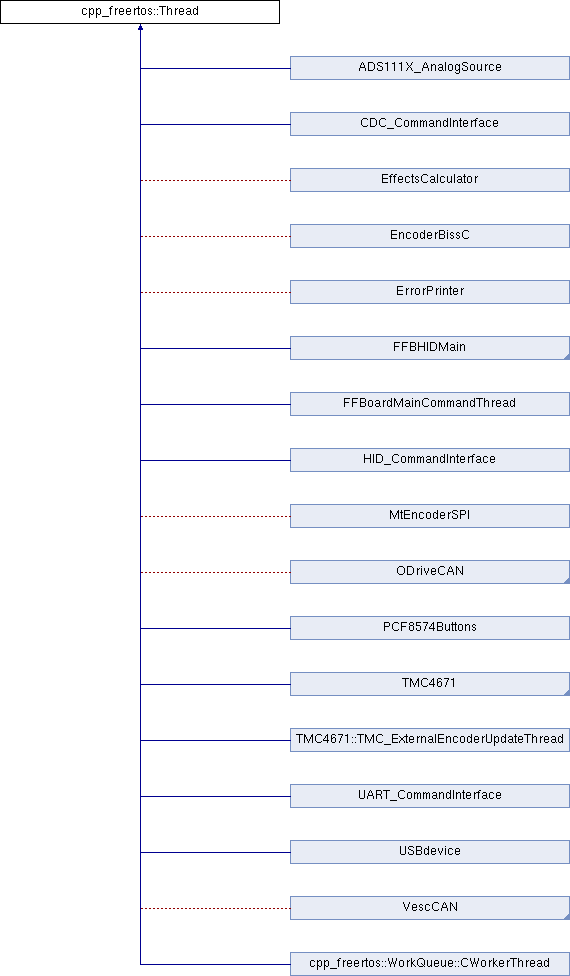 cpp_freertos::Thread
ADS111X_AnalogSource
CDC_CommandInterface
EffectsCalculator
EncoderBissC
ErrorPrinter
FFBHIDMain
FFBoardMainCommandThread
HID_CommandInterface
MtEncoderSPI
ODriveCAN
PCF8574Buttons
TMC4671
TMC4671::TMC_ExternalEncoderUpdateThread
UART_CommandInterface
USBdevice
VescCAN
cpp_freertos::WorkQueue::CWorkerThread